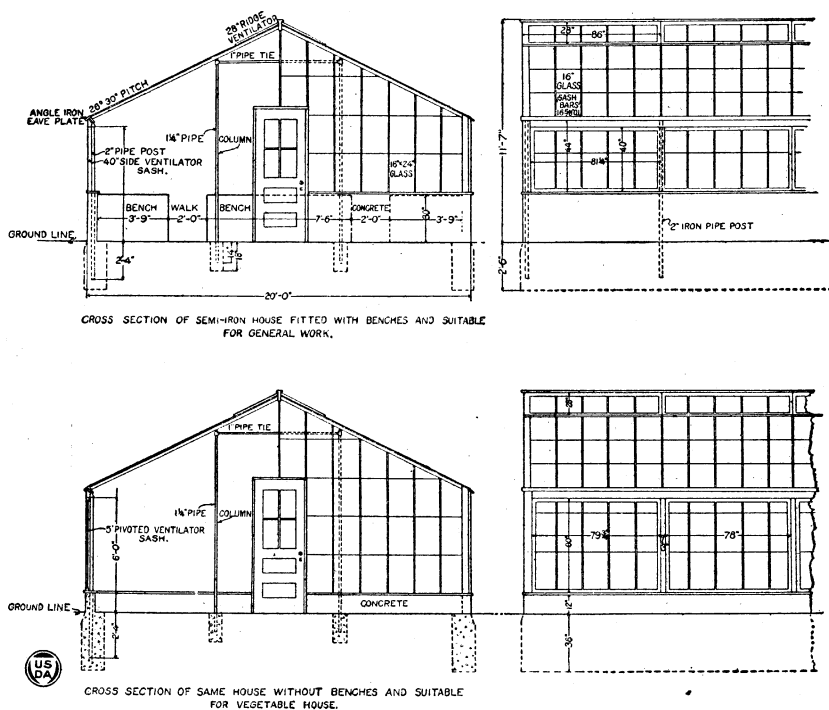 28" RIDGE
VENTILATOR
1" PIPE TIE
26° 30' PITCH
ANGLE IRON
EAVE PLATE
1¼" PIPE
COLUMN
2" PIPE POST
40" SIDE VENTILATOR
SASH.
16"×24"
GLASS
BENCH
WALK
BENCH
CONCRETE
3'-9"
2'-0"
7'-6"
2'-0"
3'-9"
GROUND LINE
2'-4"
20'-0"
28"
86"
16"
GLASS
SASH
BARS
11'-7"
44"
40"
81¼"
2" IRON PIPE POST
2'-6"
CROSS SECTION OF SEMI-IRON HOUSE FITTED WITH BENCHES AND SUITABLE
FOR GENERAL WORK.
1" PIPE TIE
1¼" PIPE
COLUMN
5' PIVOTED VENTILATOR
SASH.
6'-0"
GROUND LINE
CONCRETE
2'-4"
28"
60"
78"
12"
36"
US
DA
CROSS SECTION OF SAME HOUSE WITHOUT BENCHES AND SUITABLE
FOR VEGETABLE HOUSE.